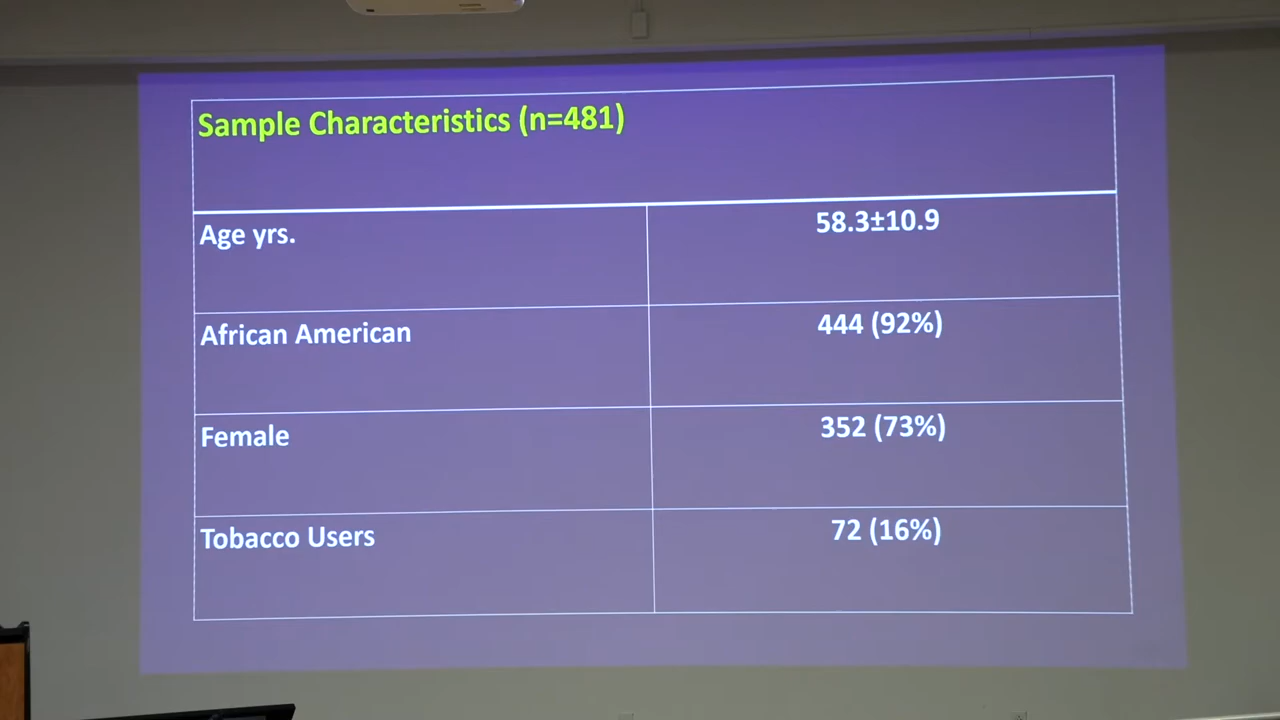 Sample Characteristics (n=481)
Age yrs. 58.3±10.9
African American 444 (92%)
Female 352 (73%)
Tobacco Users 72 (16%)